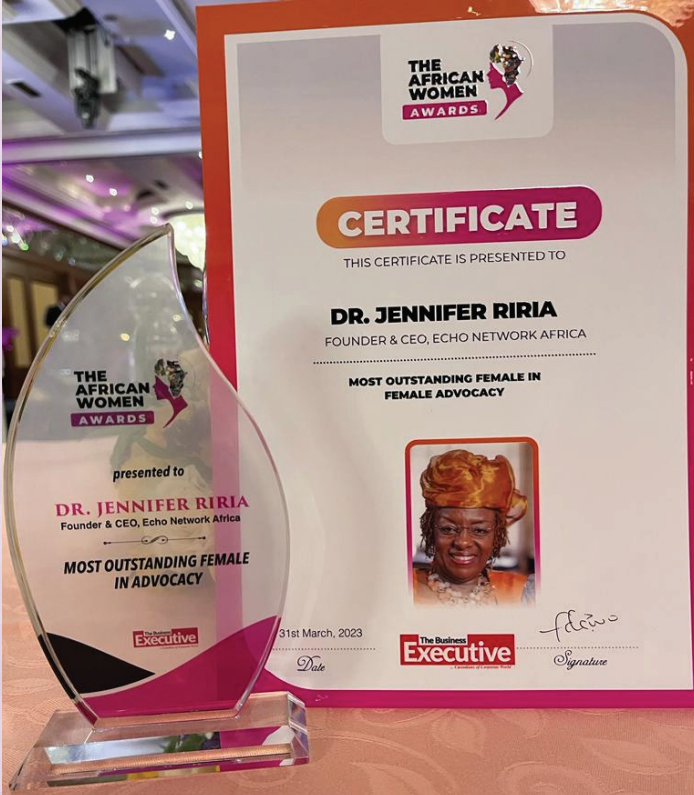 THE
AFRICAN
WOMEN
AWARDS
CERTIFICATE
THIS CERTIFICATE IS PRESENTED TO
DR. JENNIFER RIRIA
FOUNDER & CEO, ECHO NETWORK AFRICA
MOST OUTSTANDING FEMALE IN
FEMALE ADVOCACY
31st March, 2023
Date
The Business
Executive
Signature
THE
AFRICAN
WOMEN
AWARDS
presented to
DR. JENNIFER RIRIA
Founder & CEO, Echo Network Africa
MOST OUTSTANDING FEMALE
IN ADVOCACY
The Business
Executive